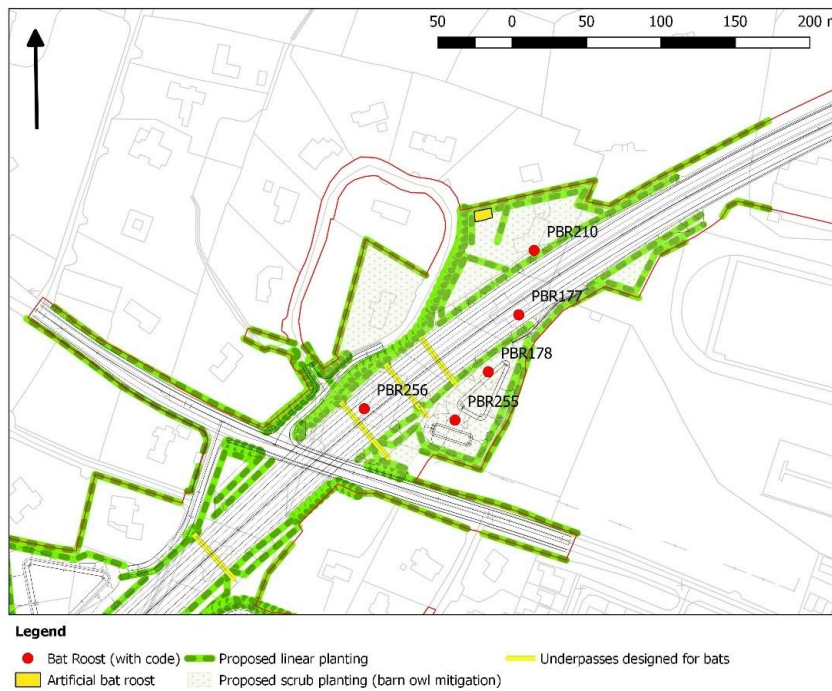 50 0 50 100 150 200 m
PBR210
PBR177
PBR178
PBR256
PBR255
Legend
Bat Roost (with code) Proposed linear planting Underpasses designed for bats
Artificial bat roost Proposed scrub planting (barn owl mitigation)